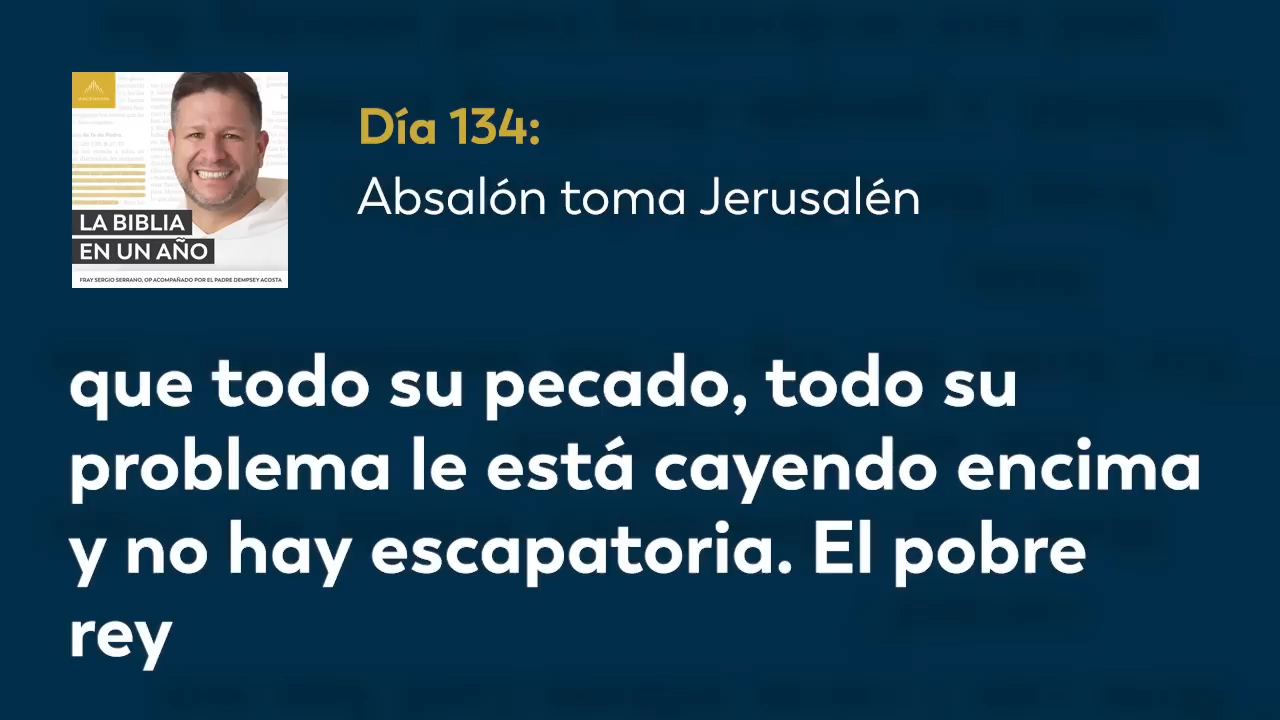 Día 134:
Absalón toma Jerusalén
LA BIBLIA
EN UN AÑO
FRAY SERGIO SERRANO, OP ACOMPAÑADO POR EL PADRE DEMPSEY ACOSTA
que todo su pecado, todo su
problema le está cayendo encima
y no hay escapatoria. El pobre
rey